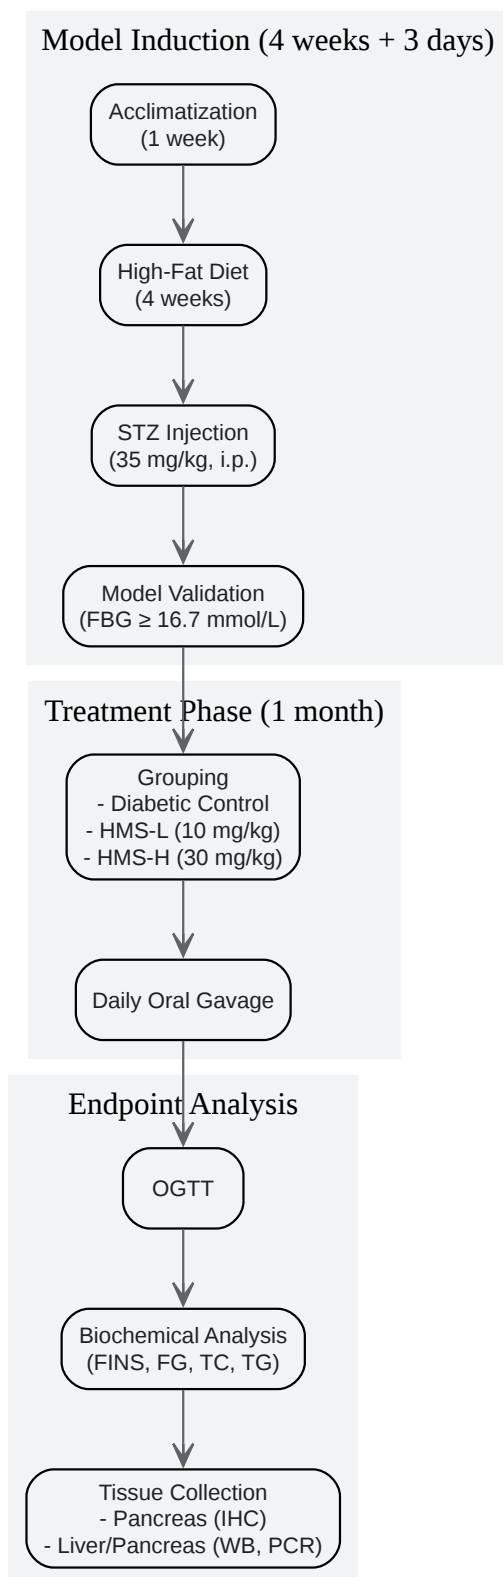 Model Induction (4 weeks + 3 days)
Acclimatization
(1 week)
High-Fat Diet
(4 weeks)
STZ Injection
(35 mg/kg, i.p.)
Model Validation
(FBG ≥ 16.7 mmol/L)
Treatment Phase (1 month)
Grouping
- Diabetic Control
- HMS-L (10 mg/kg)
- HMS-H (30 mg/kg)
Daily Oral Gavage
Endpoint Analysis
OGTT
Biochemical Analysis
(FINS, FG, TC, TG)
Tissue Collection
- Pancreas (IHC)
- Liver/Pancreas (WB, PCR)